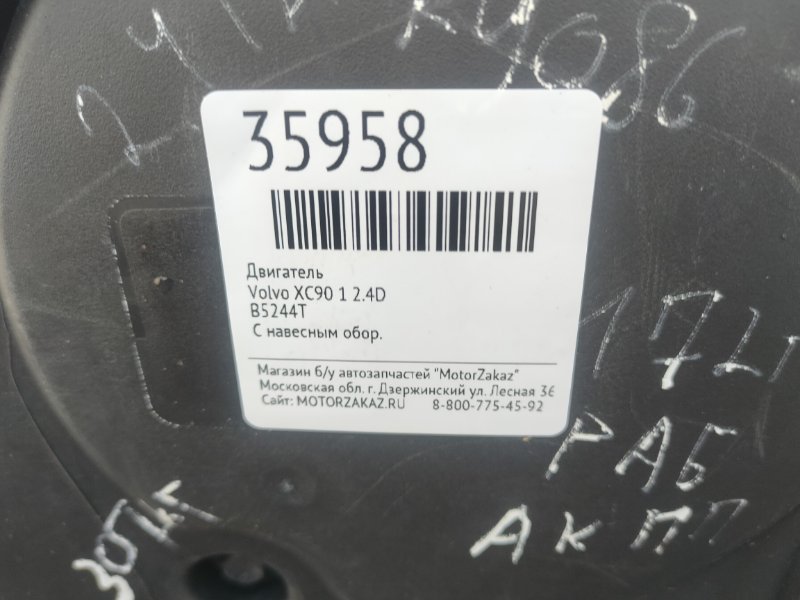 35958
Двигатель
Volvo XC90 1 2.4D
B5244T
С навесным обор.
Магазин б/у автозапчастей "MotorZakaz"
Московская обл. г. Дзержинский ул. Лесная 36
Сайт: MOTORZAKAZ.RU 8-800-775-45-92
РАБ
АКПП